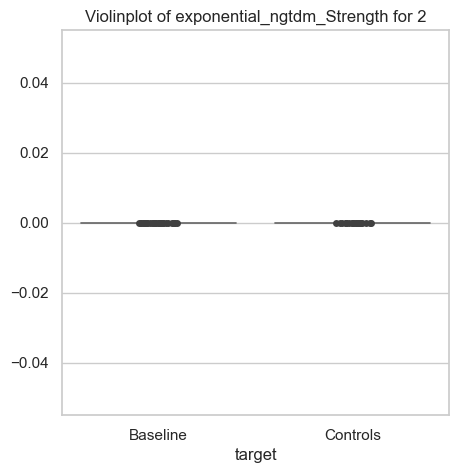 Violinplot of exponential_ngtdm_Strength for 2
0.04
0.02
0.00
−0.02
−0.04
Baseline
Controls
target